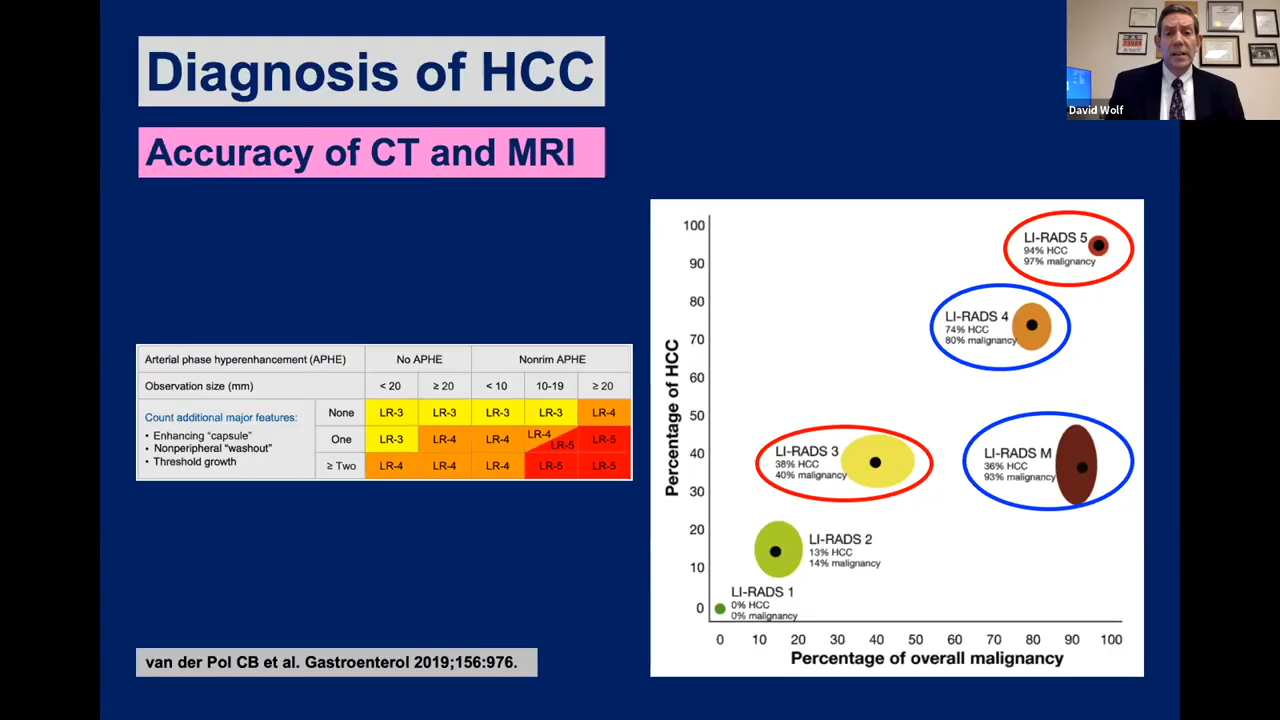 David Wolf
Diagnosis of HCC
Accuracy of CT and MRI
Arterial phase hyperenhancement (APHE) No APHE Nonrim APHE
Observation size (mm) < 20 ≥ 20 < 10 10-19 ≥ 20
Count additional major features:
• Enhancing “capsule”
• Nonperipheral “washout”
• Threshold growth
None LR-3 LR-3 LR-3 LR-3 LR-4
One LR-3 LR-4 LR-4 LR-4 LR-5 LR-5
≥ Two LR-4 LR-4 LR-4 LR-5 LR-5
Percentage of HCC
100
90
80
70
60
50
40
30
20
10
0
LI-RADS 5
94% HCC
97% malignancy
LI-RADS 4
74% HCC
80% malignancy
LI-RADS 3
38% HCC
40% malignancy
LI-RADS M
36% HCC
93% malignancy
LI-RADS 2
13% HCC
14% malignancy
LI-RADS 1
0% HCC
0% malignancy
0 10 20 30 40 50 60 70 80 90 100
Percentage of overall malignancy
van der Pol CB et al. Gastroenterol 2019;156:976.